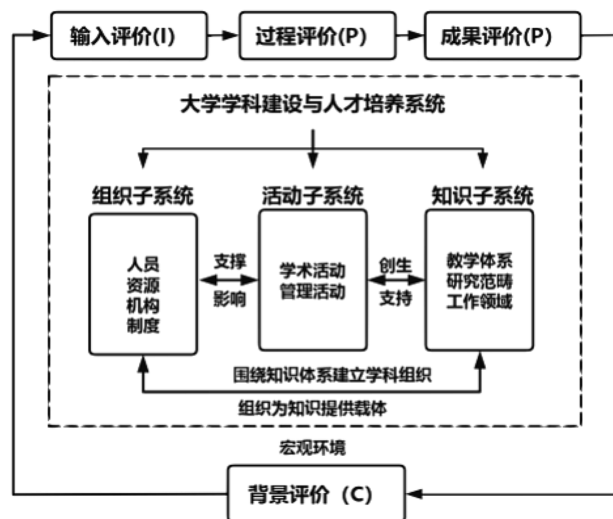 输入评价(I)
过程评价(P)
成果评价(P)
大学学科建设与人才培养系统
组织子系统
活动子系统
知识子系统
人员
资源
机构
制度
支撑
影响
学术活动
管理活动
创生
支持
教学体系
研究范畴
工作领域
围绕知识体系建立学科组织
组织为知识提供载体
宏观环境
背景评价（C）